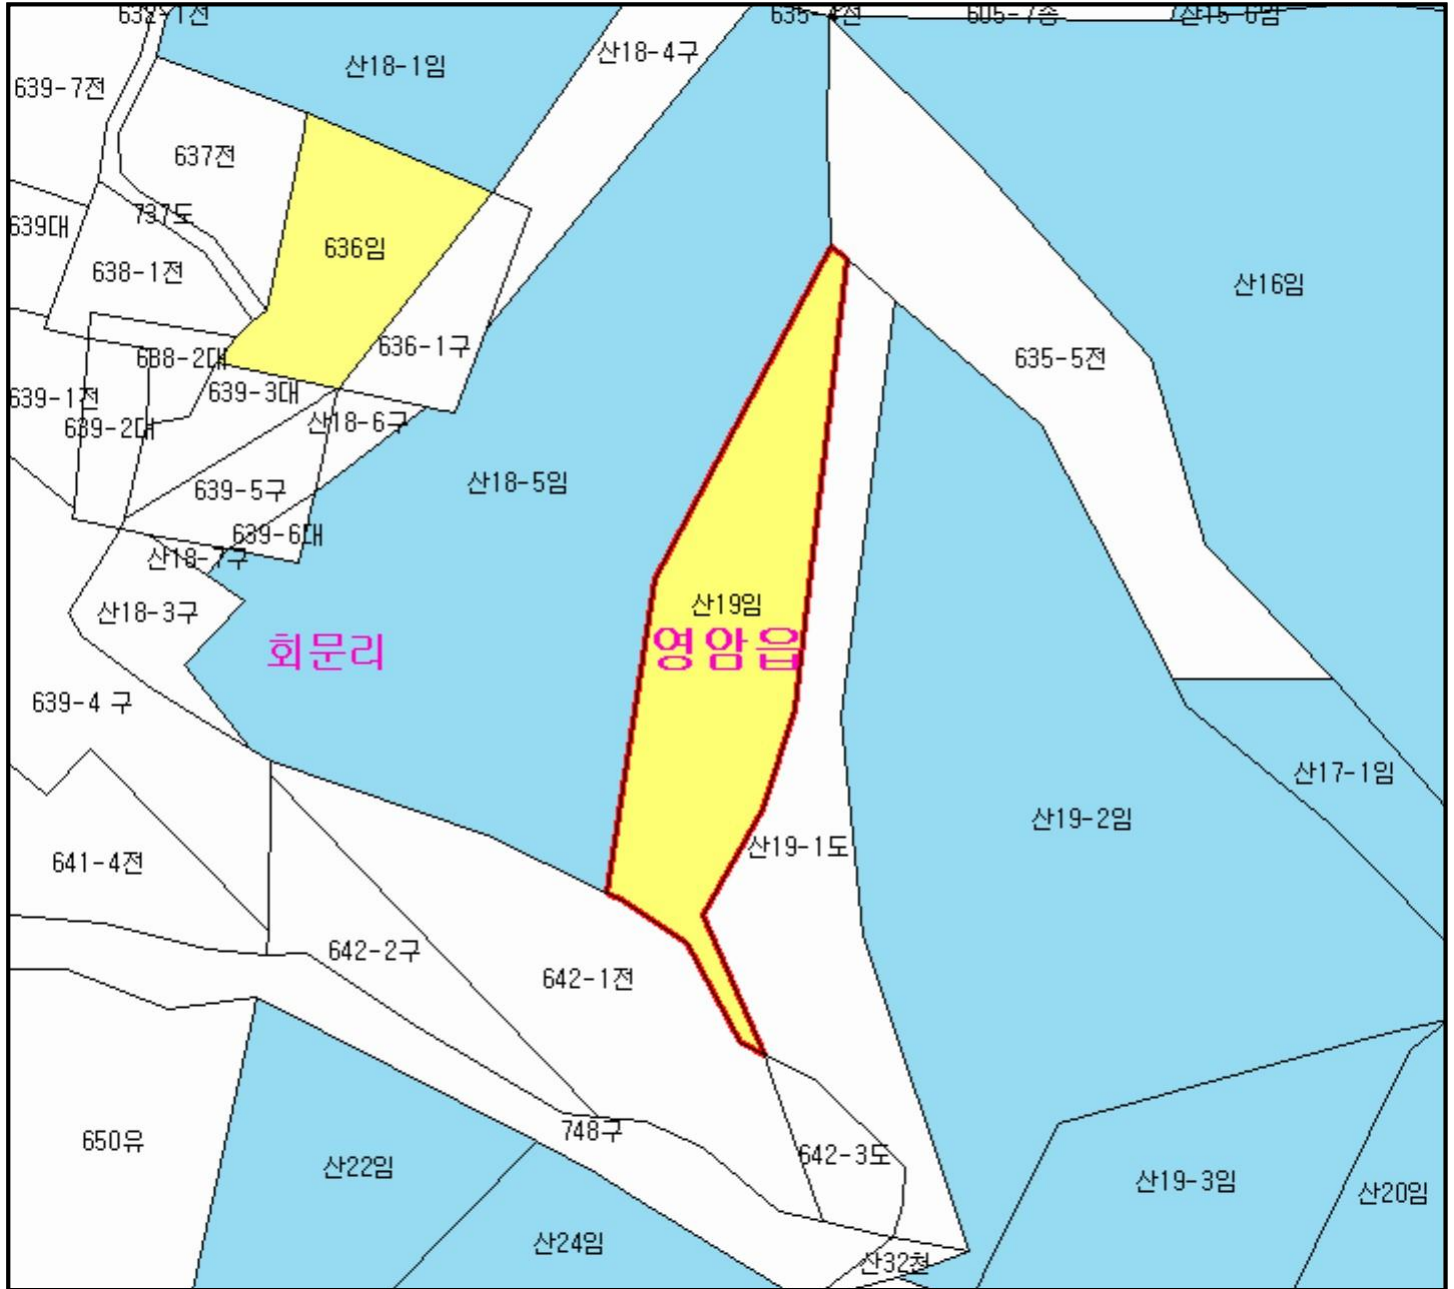 605-7종
산18-1임
산18-4구
639-7전
637전
737도
639대
636임
638-1전
산16임
636-1구
635-5전
638-2대
639-3대
639-1전
639-2대
산18-6구
산18-5임
639-5구
639-6대
산18-7구
산19임
산18-3구
회문리
영암읍
639-4 구
산17-1임
산19-2임
산19-1도
641-4전
642-2구
642-1전
748구
650유
642-3도
산22임
산19-3임
산20임
산24임
산32천